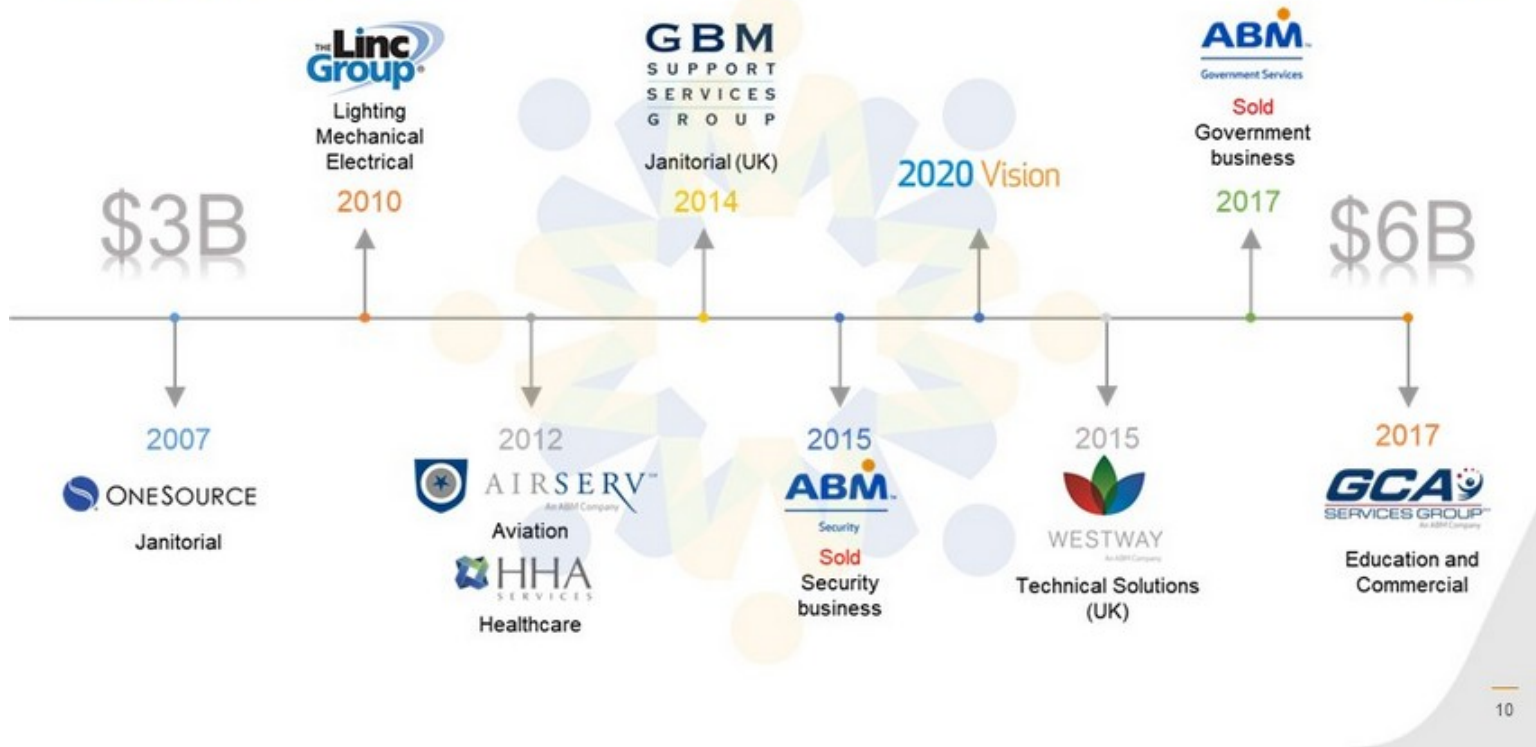 $3B
THE Linc
Group
Lighting
Mechanical
Electrical
2010
GBM
SUPPORT
SERVICES
GROUP
Janitorial (UK)
2014
2020 Vision
ABM
Government Services
Sold
Government
business
2017
$6B
2007
ONESOURCE
Janitorial
2012
AIRSERV
An ABM Company
Aviation
HHA
SERVICES
Healthcare
2015
ABM
Security
Sold
Security
business
2015
WESTWAY
An ABM Company
Technical Solutions
(UK)
2017
GCA
SERVICES GROUP
An ABM Company
Education and
Commercial
10